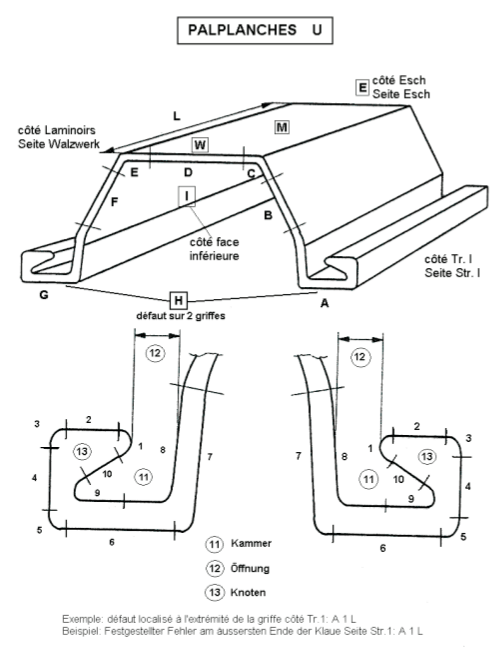 PALPLANCHES U
E côté Esch
Seite Esch
L
côté Laminoirs
Seite Walzwerk
M
W
E D C
F
I
B
côté face
inférieure
côté Tr. I
Seite Str. I
G
H
A
défaut sur 2 griffes
12
12
3 2
1 8 7
13
4
10 11
9
5
6
7 8 1
2 3
13
4
11 10
9
5
6
11 Kammer
12 Öffnung
13 Knoten
Exemple: défaut localisé à l'extrémité de la griffe côté Tr.1: A 1 L
Beispiel: Festgestellter Fehler am äussersten Ende der Klaue Seite Str.1: A 1 L